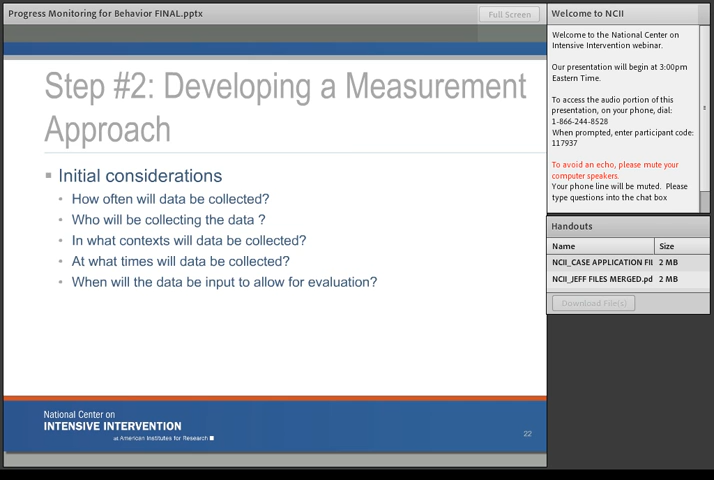 Progress Monitoring for Behavior FINAL.pptx
Full Screen
Step #2: Developing a Measurement
Approach
Initial considerations
How often will data be collected?
Who will be collecting the data ?
In what contexts will data be collected?
At what times will data be collected?
When will the data be input to allow for evaluation?
National Center on
INTENSIVE INTERVENTION
at American Institutes for Research
22
Welcome to NCII
Welcome to the National Center on
Intensive Intervention webinar.
Our presentation will begin at 3:00pm
Eastern Time.
To access the audio portion of this
presentation, on your phone, dial:
1-866-244-8528
When prompted, enter participant code:
117937
To avoid an echo, please mute your
computer speakers.
Your phone line will be muted. Please
type questions into the chat box
Handouts
Name Size
NCII_CASE APPLICATION FII 2 MB
NCII_JEFF FILES MERGED.pd 2 MB
Download File(s)